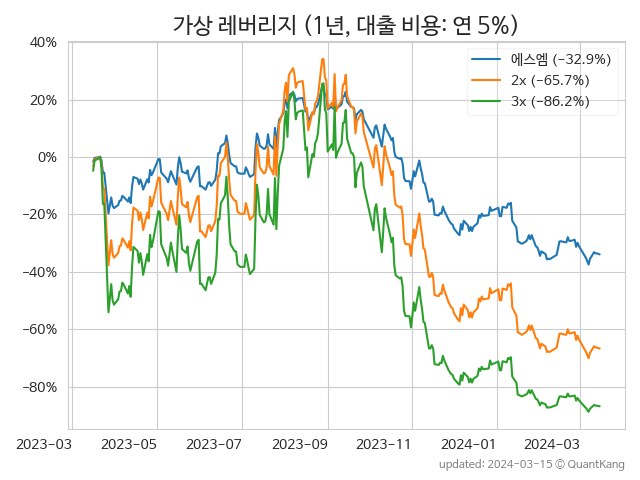 가상 레버리지 (1년, 대출 비용: 연 5%)
40%
20%
0%
−20%
−40%
−60%
−80%
에스엠 (−32.9%)
2x (−65.7%)
3x (−86.2%)
2023-03 2023-05 2023-07 2023-09 2023-11 2024-01 2024-03
updated: 2024-03-15 ⓒ QuantKang